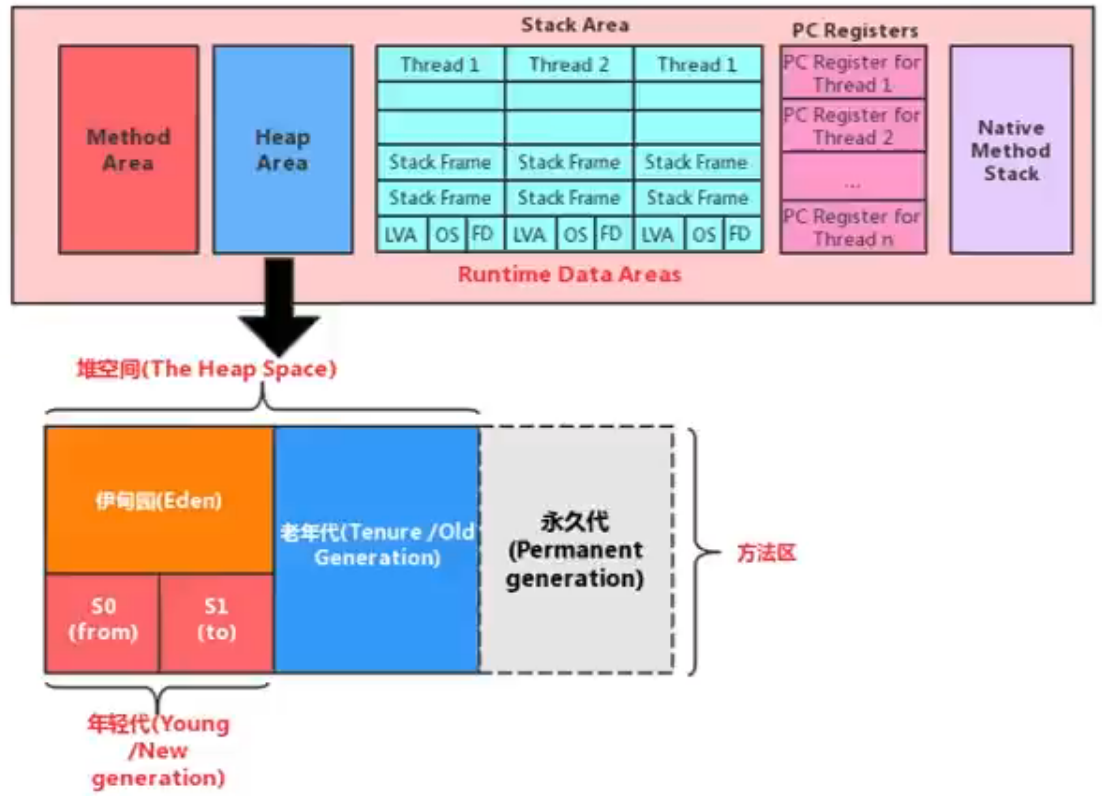 Stack Area
PC Registers
Method
Area
Heap
Area
Thread 1
Thread 2
Thread 1
Stack Frame
Stack Frame
Stack Frame
Stack Frame
Stack Frame
Stack Frame
LVA
OS
FD
LVA
OS
FD
LVA
OS
FD
PC Register for
Thread 1
PC Register for
Thread 2
...
PC Register for
Thread n
Native
Method
Stack
Runtime Data Areas
堆空间(The Heap Space)
伊甸园(Eden)
S0
(from)
S1
(to)
老年代(Tenure /Old
Generation)
永久代
(Permanent
generation)
方法区
年轻代(Young
/New
generation)